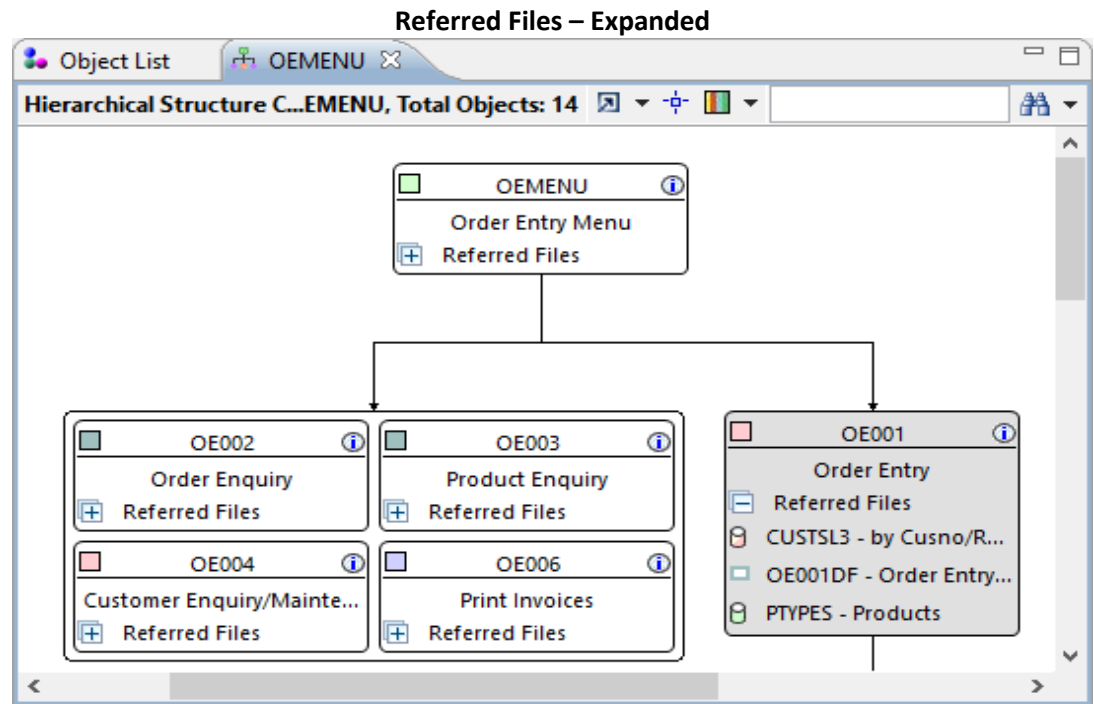 Referred Files – Expanded
Object List
OEMENU
Hierarchical Structure C...EMENU, Total Objects: 14
OEMENU
Order Entry Menu
Referred Files
OE002
Order Enquiry
Referred Files
OE003
Product Enquiry
Referred Files
OE004
Customer Enquiry/Mainte...
Referred Files
OE006
Print Invoices
Referred Files
OE001
Order Entry
Referred Files
CUSTSL3 - by Cusno/R...
OE001DF - Order Entry...
PTYPES - Products